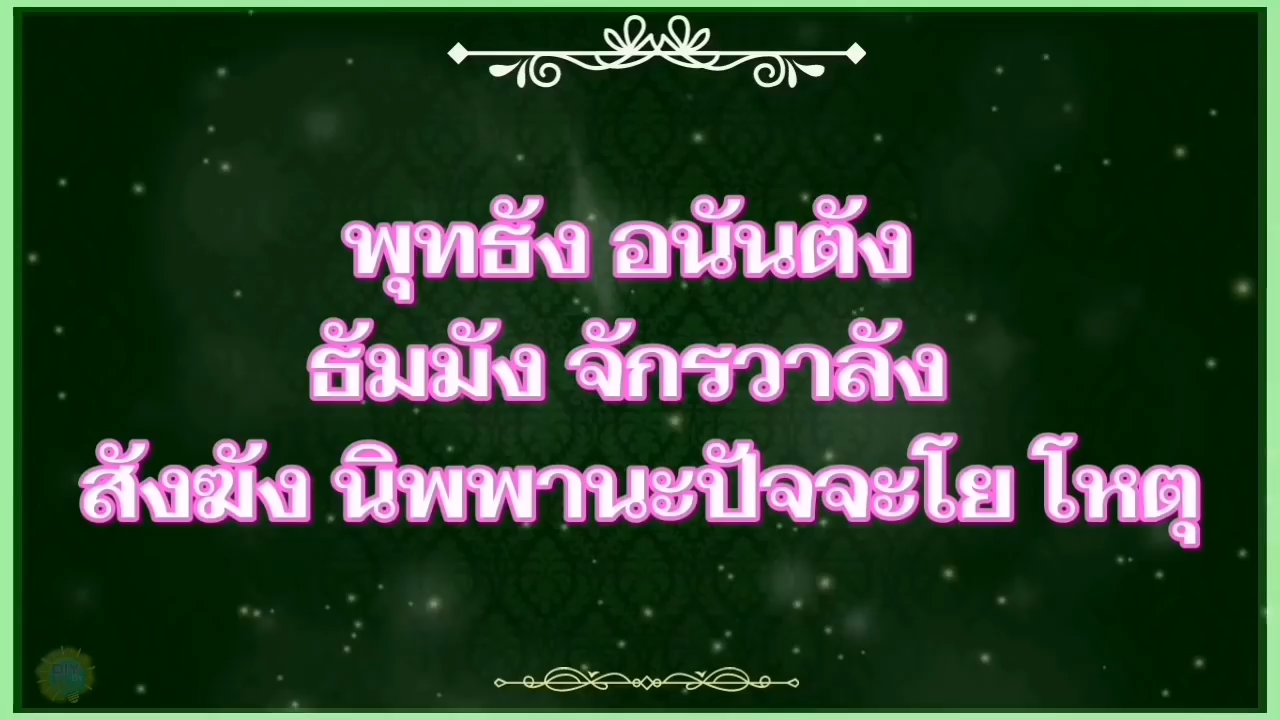 พุทธัง อนันตัง
ธัมมัง จักรวาลัง
สังฆัง นิพพานะปัจจะโย โหตุ